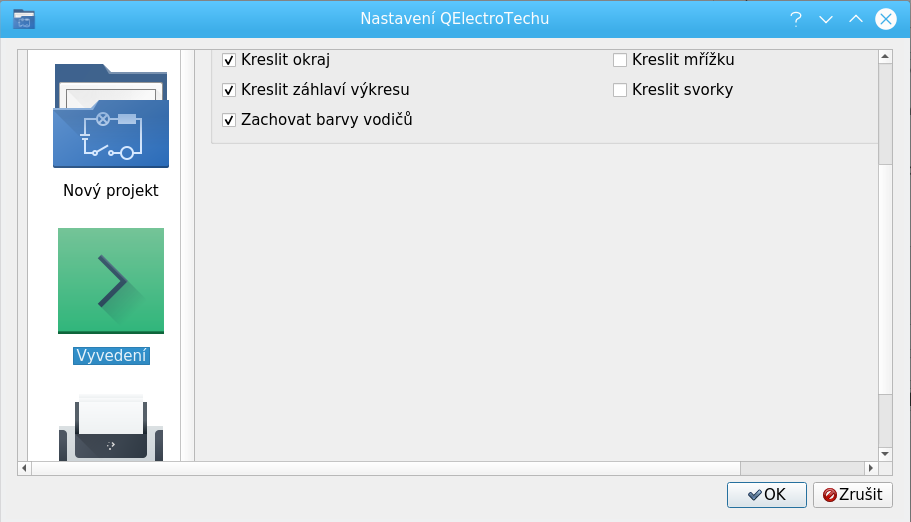 Nastavení QElectroTechu
Kreslit okraj
Kreslit mřížku
Kreslit záhlaví výkresu
Kreslit svorky
Zachovat barvy vodičů
Nový projekt
Vyvedení
OK
Zrušit